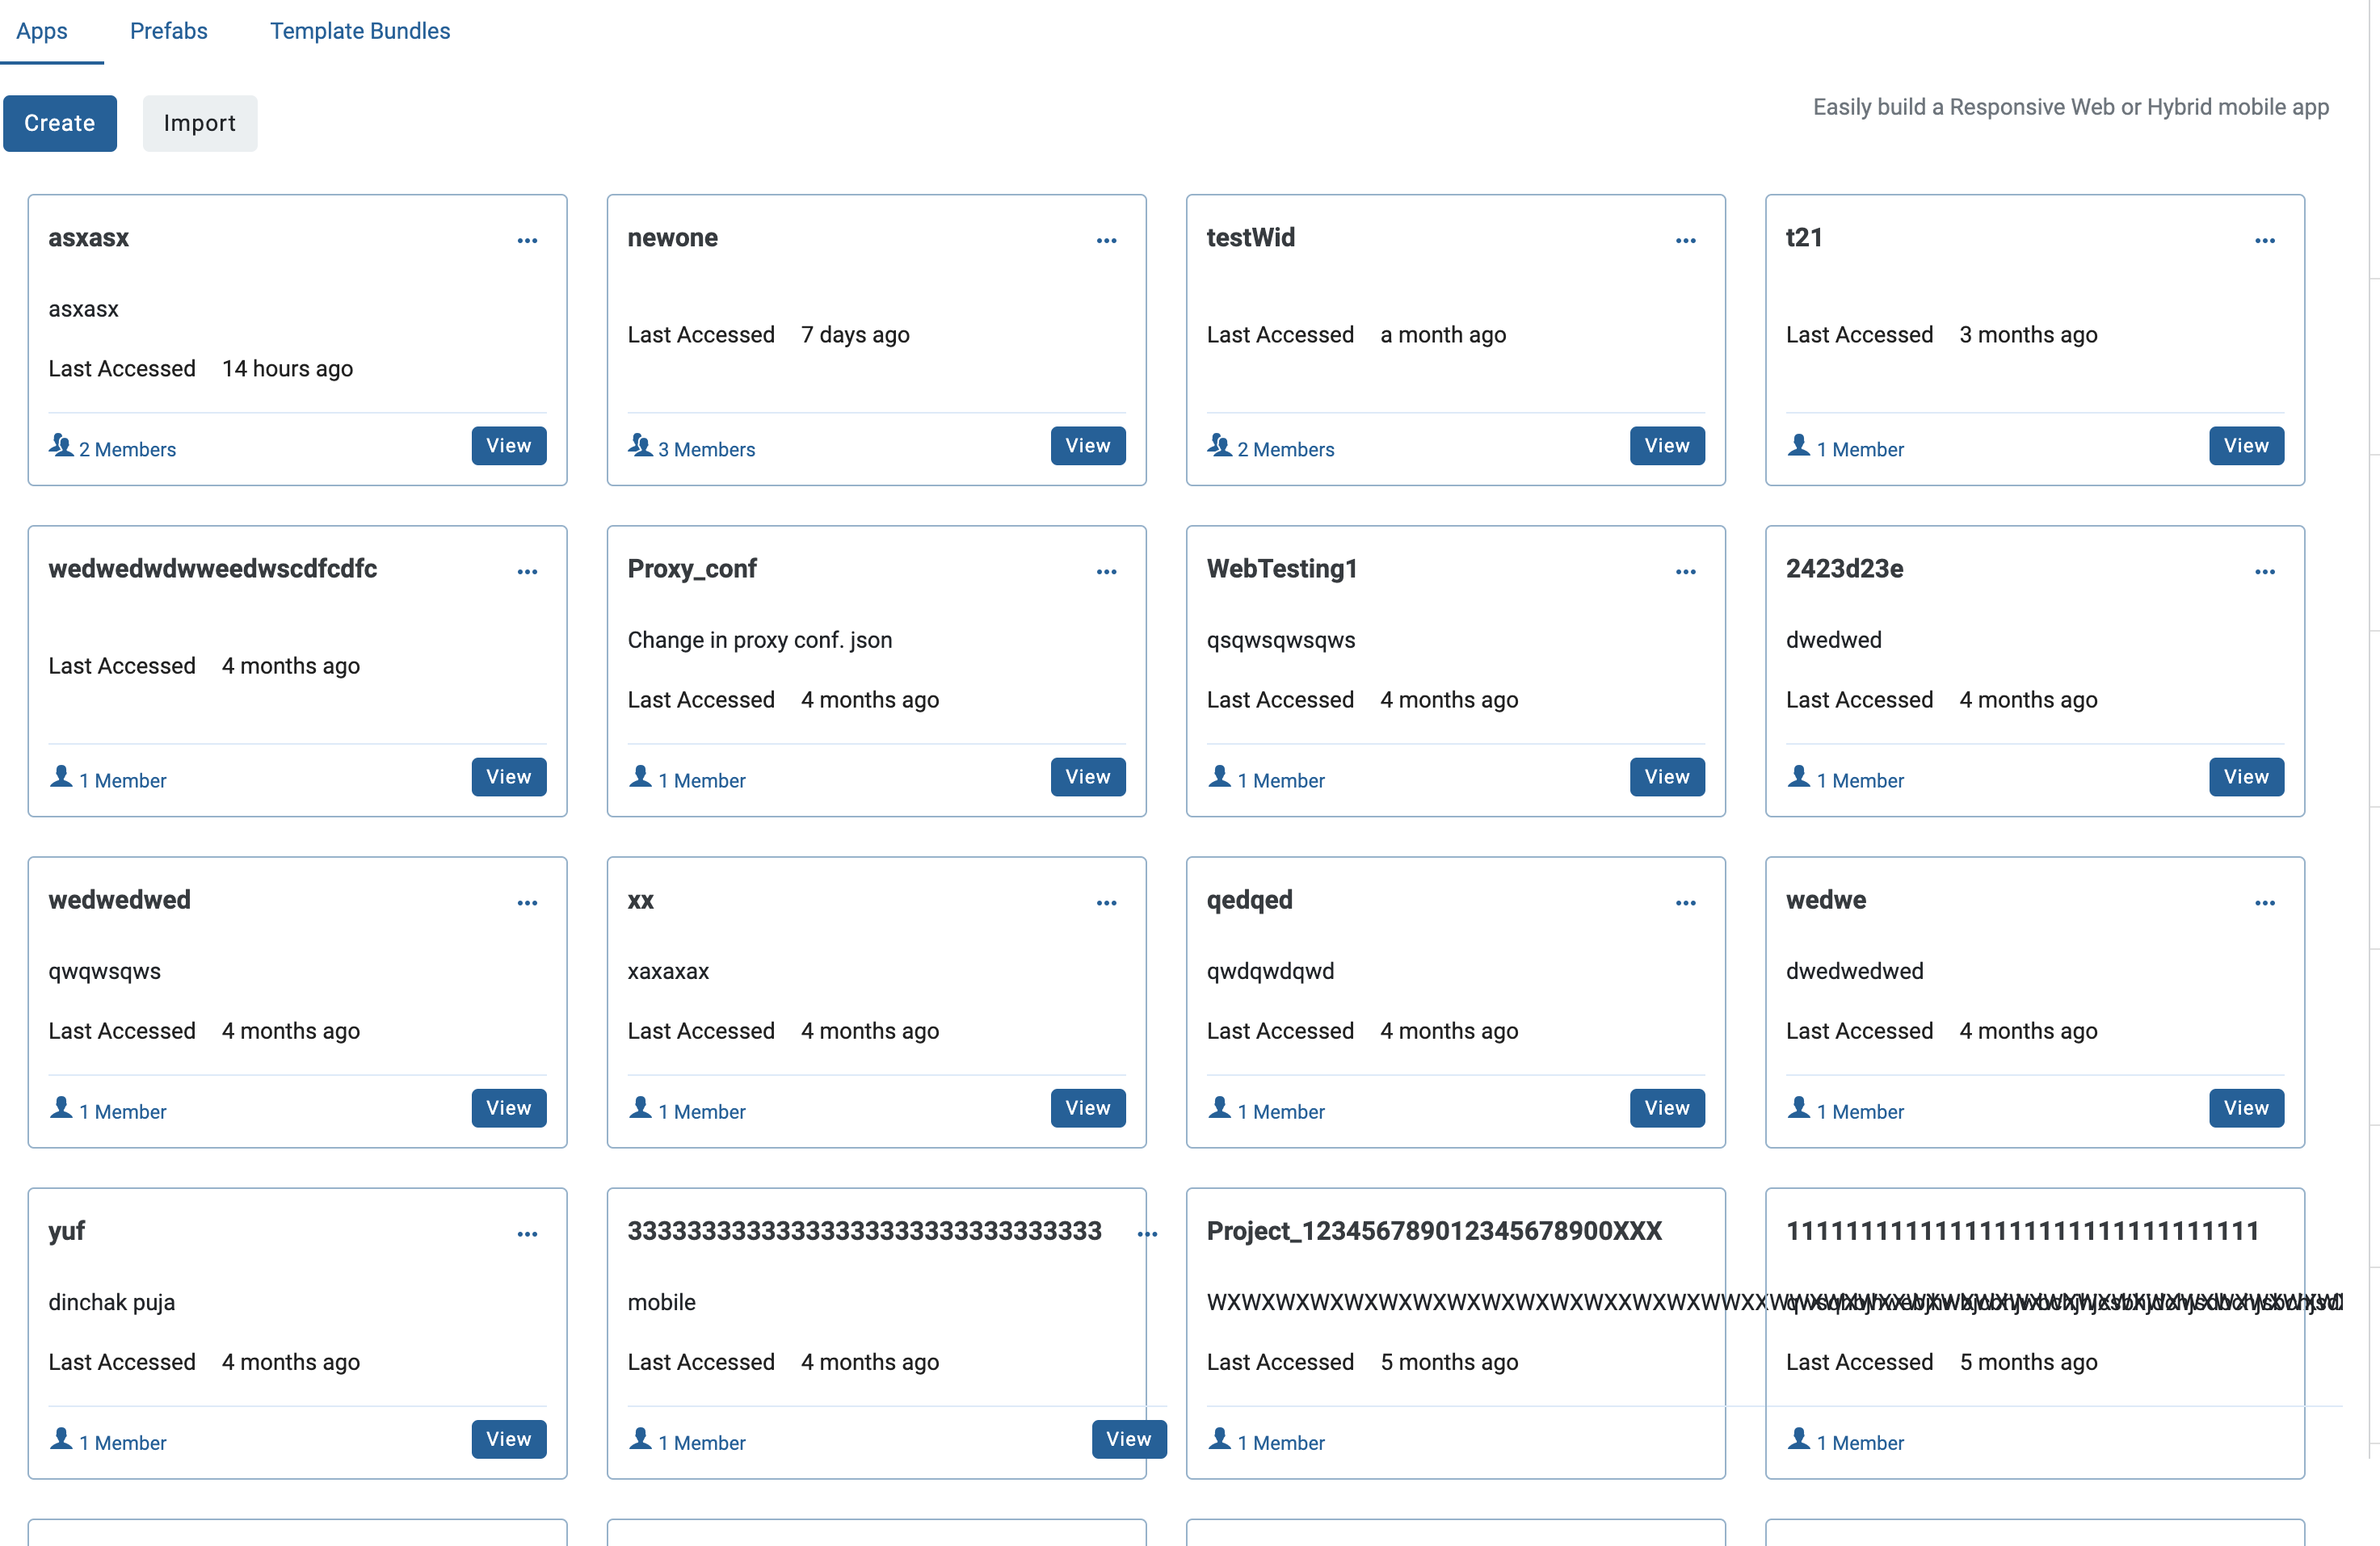 Apps Prefabs Template Bundles
Create Import
Easily build a Responsive Web or Hybrid mobile app
asxasx
asxasx
Last Accessed 14 hours ago
2 Members View
newone
Last Accessed 7 days ago
3 Members View
testWid
Last Accessed a month ago
2 Members View
t21
Last Accessed 3 months ago
1 Member View
wedwedwdwweedwscdfcdfc
Last Accessed 4 months ago
1 Member View
Proxy_conf
Change in proxy conf. json
Last Accessed 4 months ago
1 Member View
WebTesting1
qsqwsqwsqws
Last Accessed 4 months ago
1 Member View
2423d23e
dwedwed
Last Accessed 4 months ago
1 Member View
wedwedwed
qwqwsqws
Last Accessed 4 months ago
1 Member View
xx
xaxaxax
Last Accessed 4 months ago
1 Member View
qedqed
qwdqwdqwd
Last Accessed 4 months ago
1 Member View
wedwe
dwedwedwed
Last Accessed 4 months ago
1 Member View
yuf
dinchak puja
Last Accessed 4 months ago
1 Member View
33333333333333333333333333333333
mobile
Last Accessed 4 months ago
1 Member View
Project_123456789012345678900XXX
Last Accessed 5 months ago
1 Member
11111111111111111111111111111111
Last Accessed 5 months ago
1 Member